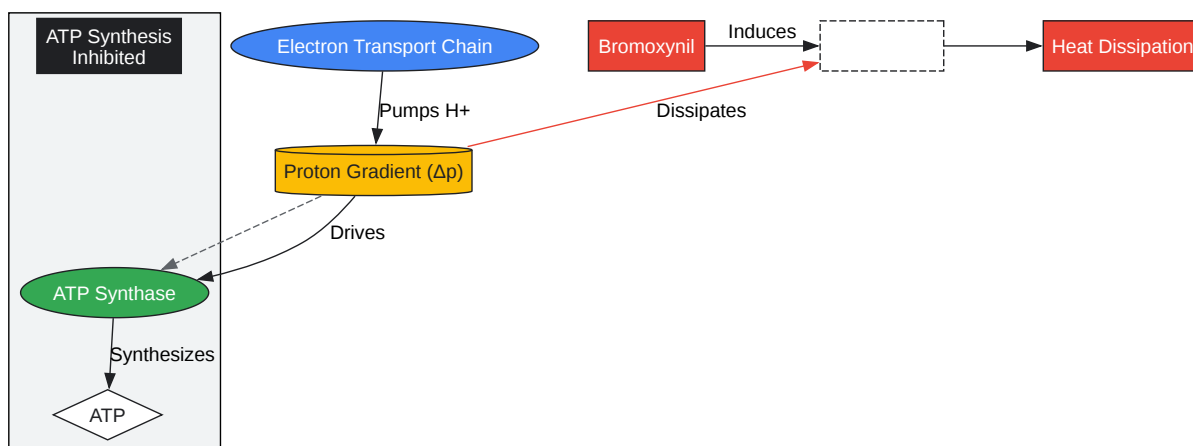 ATP Synthesis
Inhibited
Electron Transport Chain
Bromoxynil
Induces
Heat Dissipation
Pumps H+
Dissipates
Proton Gradient (Δp)
Drives
ATP Synthase
Synthesizes
ATP